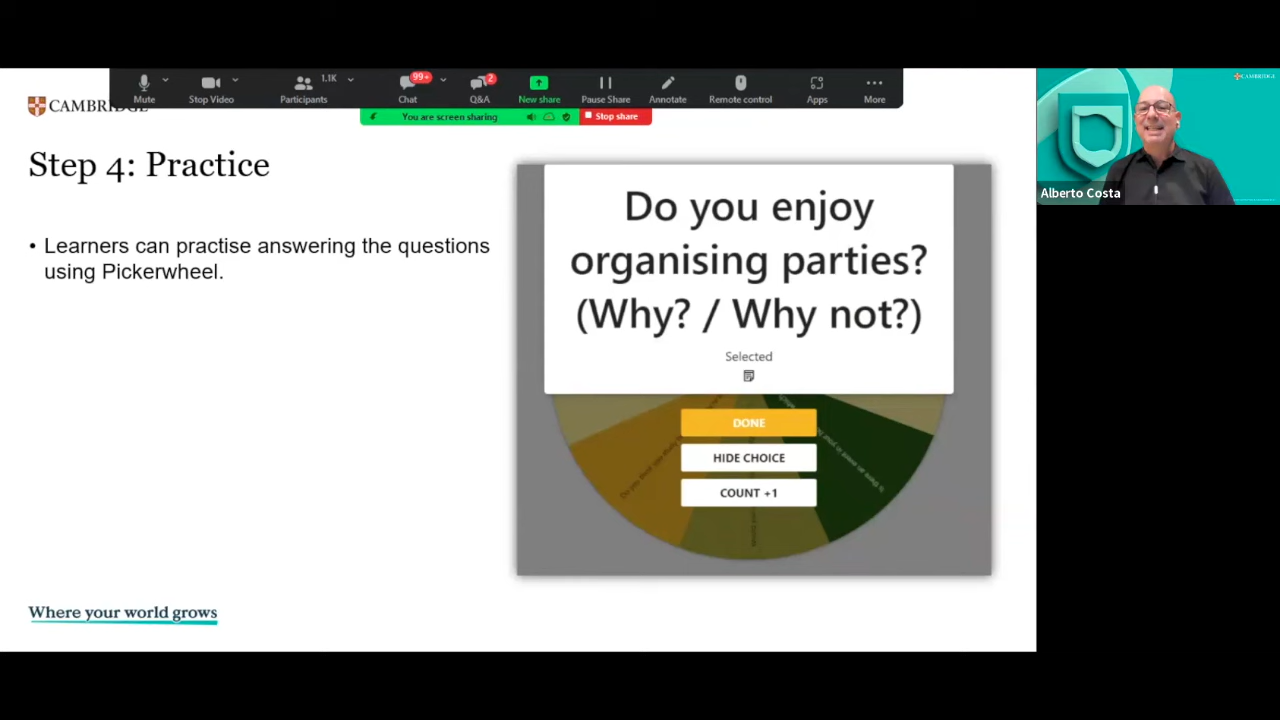 Mute
Stop Video
1.1K
Participants
99+
Chat
2
Q&A
New share
Pause Share
Annotate
Remote control
Apps
More
You are screen sharing
Stop share
CAMBRIDGE
CAMBRIDGE
Alberto Costa
Step 4: Practice
• Learners can practise answering the questions
using Pickerwheel.
Do you enjoy
organising parties?
(Why? / Why not?)
Selected
DONE
HIDE CHOICE
COUNT +1
Where your world grows